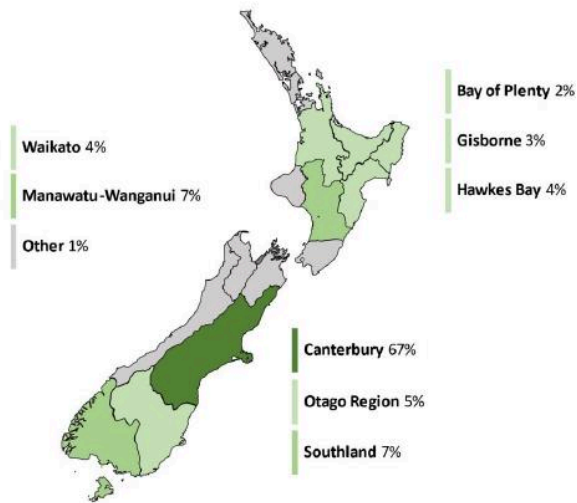 Bay of Plenty 2%
Waikato 4%
Gisborne 3%
Manawatu-Wanganui 7%
Hawkes Bay 4%
Other 1%
Canterbury 67%
Otago Region 5%
Southland 7%